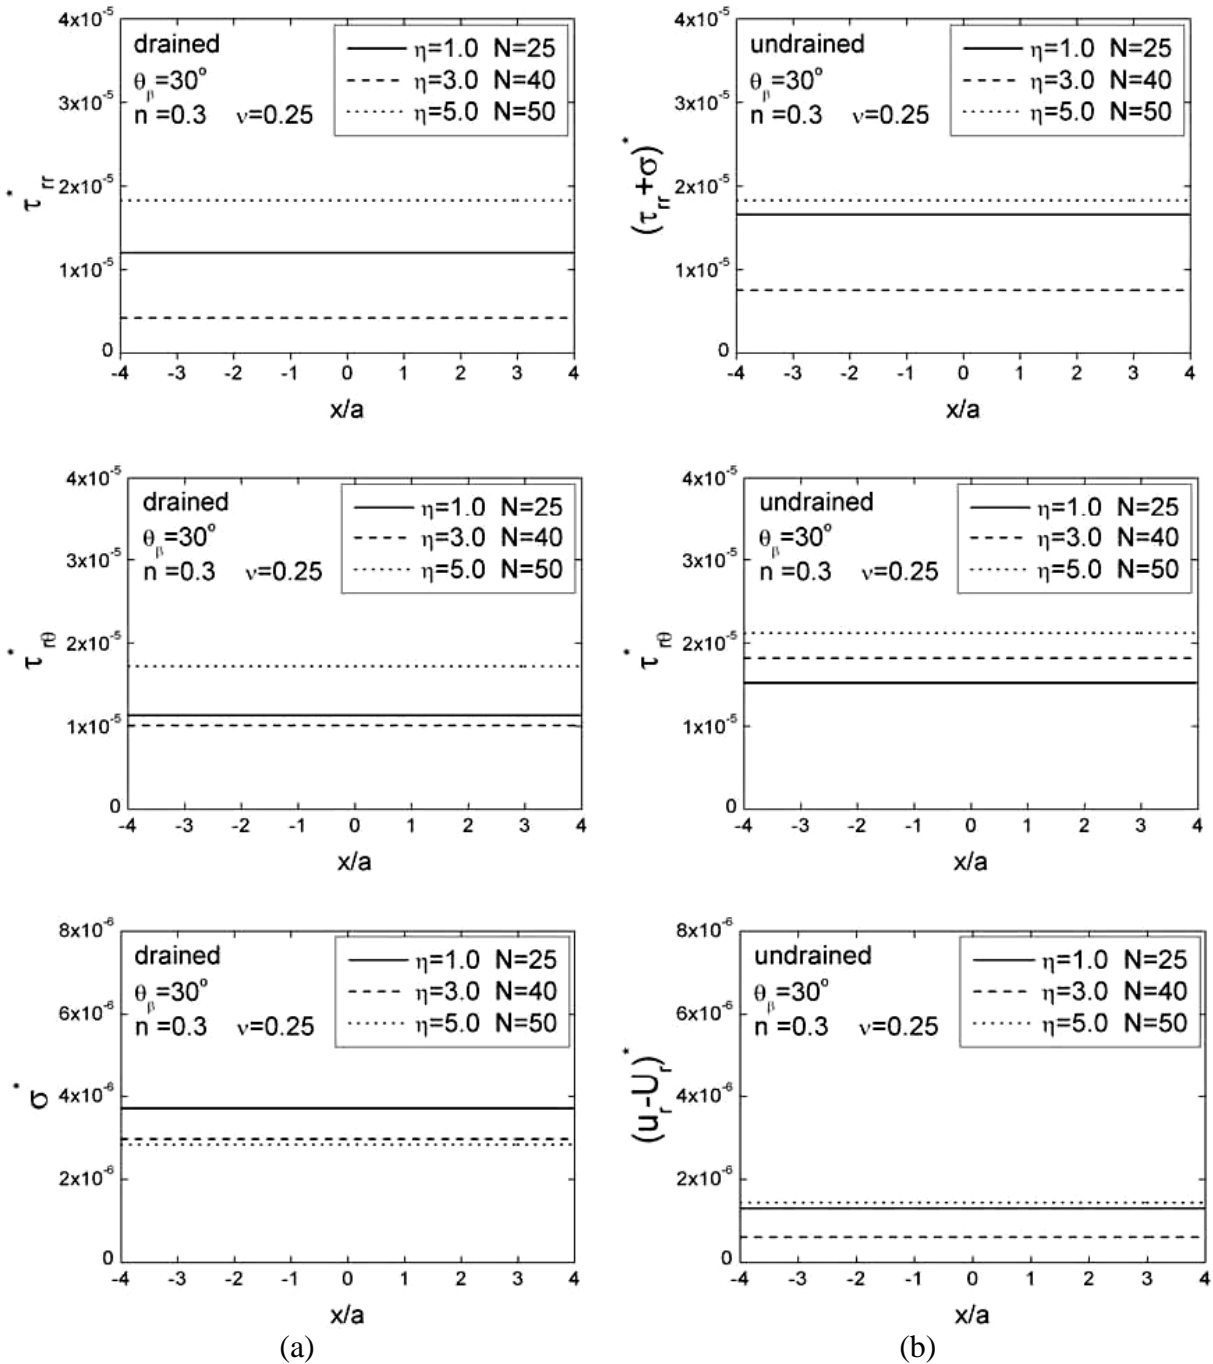 4x10⁻⁵
3x10⁻⁵
2x10⁻⁵
1x10⁻⁵
0
τ*rr
drained
θβ=30°
n =0.3 ν=0.25
η=1.0 N=25
η=3.0 N=40
η=5.0 N=50
-4 -3 -2 -1 0 1 2 3 4
x/a
4x10⁻⁵
3x10⁻⁵
2x10⁻⁵
1x10⁻⁵
0
(τrr+σ)*
undrained
θβ=30°
n =0.3 ν=0.25
η=1.0 N=25
η=3.0 N=40
η=5.0 N=50
-4 -3 -2 -1 0 1 2 3 4
x/a
4x10⁻⁵
3x10⁻⁵
2x10⁻⁵
1x10⁻⁵
0
τ*rθ
drained
θβ=30°
n =0.3 ν=0.25
η=1.0 N=25
η=3.0 N=40
η=5.0 N=50
-4 -3 -2 -1 0 1 2 3 4
x/a
4x10⁻⁵
3x10⁻⁵
2x10⁻⁵
1x10⁻⁵
0
τ*rθ
undrained
θβ=30°
n =0.3 ν=0.25
η=1.0 N=25
η=3.0 N=40
η=5.0 N=50
-4 -3 -2 -1 0 1 2 3 4
x/a
8x10⁻⁶
6x10⁻⁶
4x10⁻⁶
2x10⁻⁶
0
σ*
drained
θβ=30°
n =0.3 ν=0.25
η=1.0 N=25
η=3.0 N=40
η=5.0 N=50
-4 -3 -2 -1 0 1 2 3 4
x/a
8x10⁻⁶
6x10⁻⁶
4x10⁻⁶
2x10⁻⁶
0
(ur-Ur)*
undrained
θβ=30°
n =0.3 ν=0.25
η=1.0 N=25
η=3.0 N=40
η=5.0 N=50
-4 -3 -2 -1 0 1 2 3 4
x/a
(a)
(b)